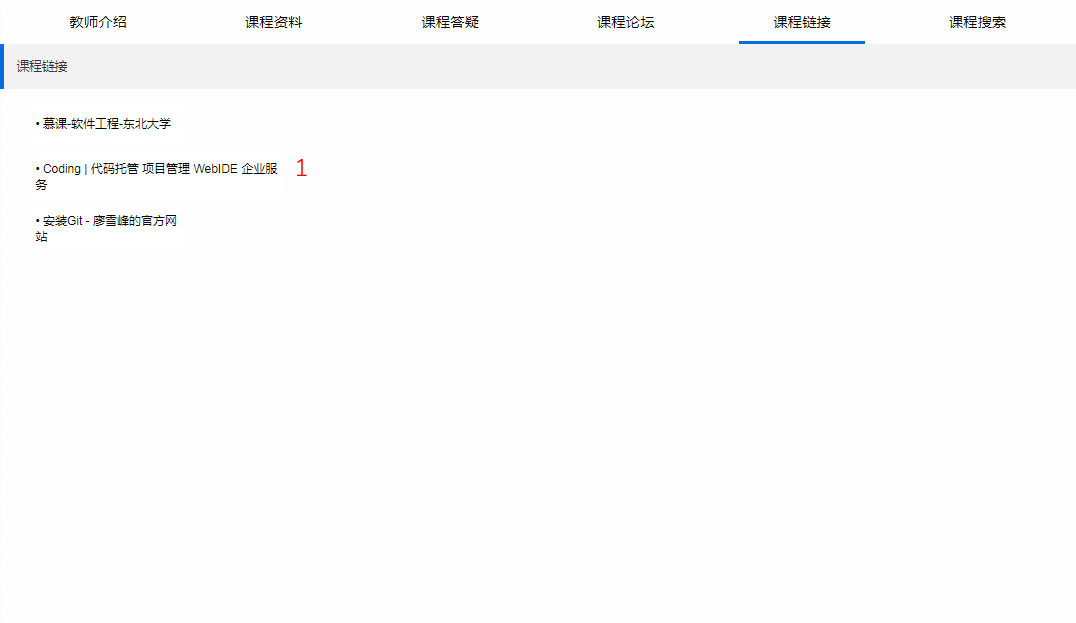 教师介绍 课程资料 课程答疑 课程论坛 课程链接 课程搜索
课程链接
• 慕课-软件工程-东北大学
• Coding | 代码托管 项目管理 WebIDE 企业服 1
务
• 安装Git - 廖雪峰的官方网
站